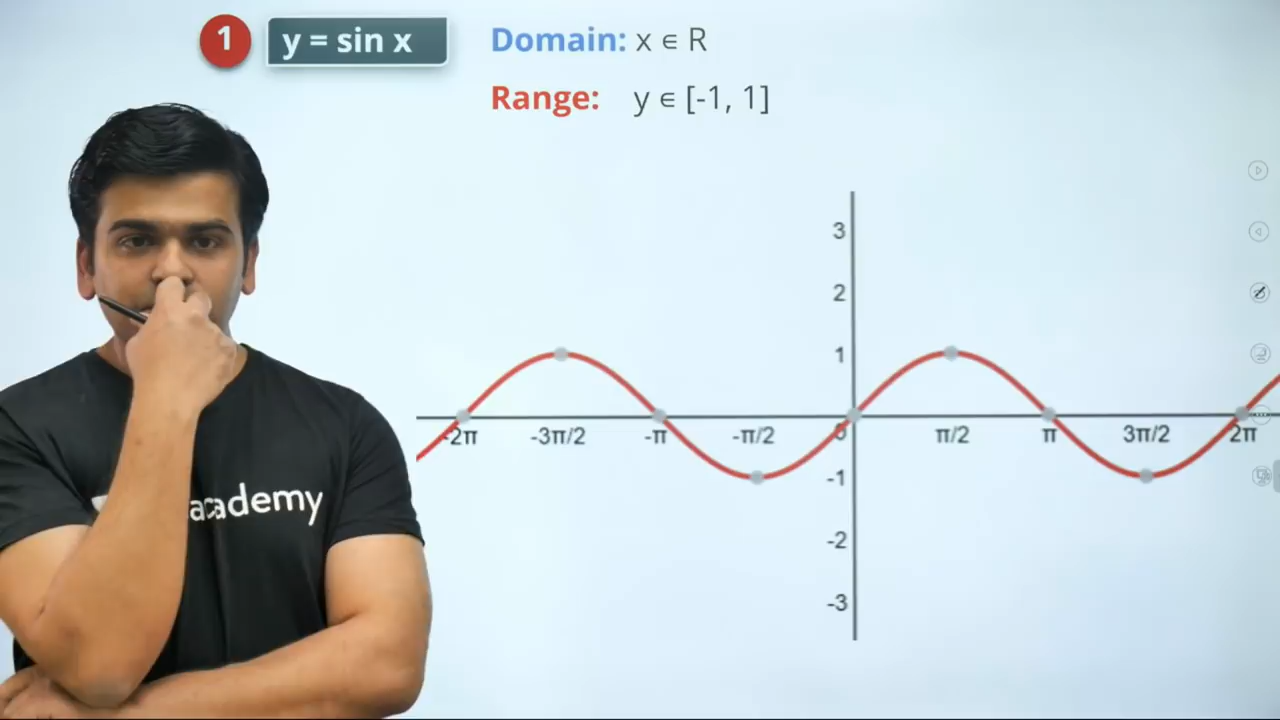 1
y = sin x
Domain: x ∈ R
Range: y ∈ [-1, 1]
3
2
1
-2π -3π/2 -π -π/2 0 π/2 π 3π/2 2π
-1
-2
-3
academy